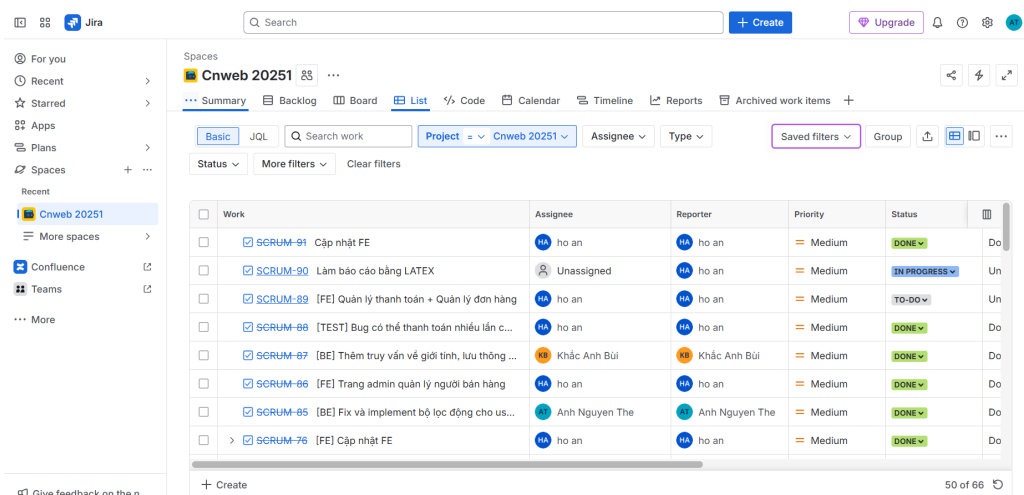 Jira
Search
+ Create
Upgrade
AT
For you
Recent
Starred
Apps
Plans
Spaces
Recent
Cnweb 20251
More spaces
Confluence
Teams
More
Give feedback on the n
Spaces
Cnweb 20251
Summary Backlog Board List Code Calendar Timeline Reports Archived work items
Basic JQL Search work Project = Cnweb 20251 Assignee Type Saved filters Group
Status More filters Clear filters
Work Assignee Reporter Priority Status
SCRUM-91 Cập nhật FE HA ho an HA ho an Medium DONE Do
SCRUM-90 Làm báo cáo bằng LATEX Unassigned HA ho an Medium IN PROGRESS Un
SCRUM-89 [FE] Quản lý thanh toán + Quản lý đơn hàng HA ho an HA ho an Medium TO-DO Un
SCRUM-88 [TEST] Bug có thể thanh toán nhiều lần c... HA ho an HA ho an Medium DONE Do
SCRUM-87 [BE] Thêm truy vấn về giới tính, lưu thông ... KB Khắc Anh Bùi KB Khắc Anh Bùi Medium DONE Do
SCRUM-86 [FE] Trang admin quản lý người bán hàng HA ho an HA ho an Medium DONE Do
SCRUM-85 [BE] Fix và implement bộ lọc động cho us... AT Anh Nguyen The AT Anh Nguyen The Medium DONE Do
SCRUM-76 [FE] Cập nhật FE HA ho an HA ho an Medium DONE Do
+ Create 50 of 66